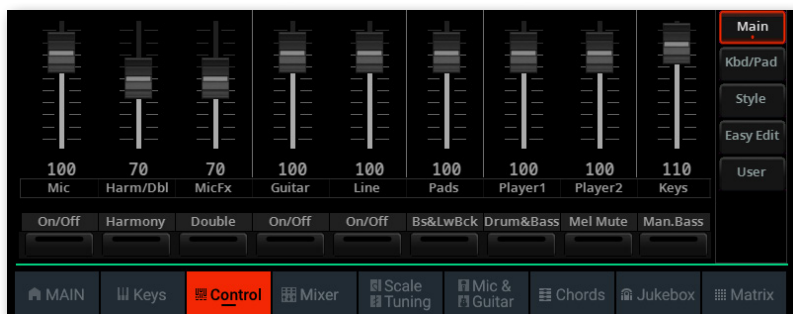 Main
Kbd/Pad
Style
Easy Edit
User
100 70 70 100 100 100 100 100 110
Mic Harm/Dbl MicFx Guitar Line Pads Player1 Player2 Keys
On/Off Harmony Double On/Off On/Off Bs&LwBck Drum&Bass Mel Mute Man.Bass
MAIN Keys Control Mixer Scale Tuning Mic & Guitar Chords Jukebox Matrix